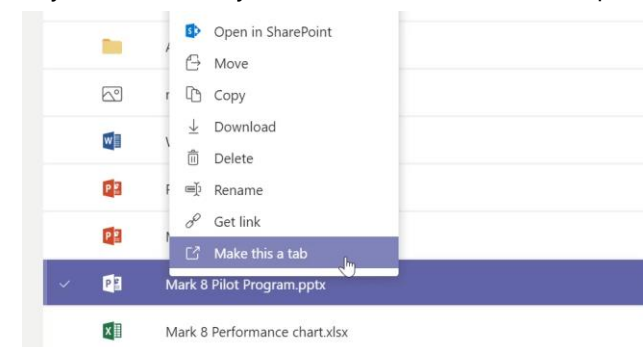 Open in SharePoint
Move
Copy
Download
Delete
Rename
Get link
Make this a tab
Mark 8 Pilot Program.pptx
Mark 8 Performance chart.xlsx